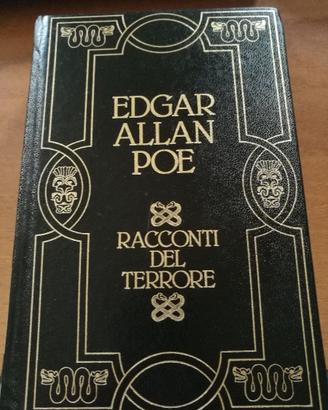 EDGAR
ALLAN
POE
RACCONTI
DEL
TERRORE